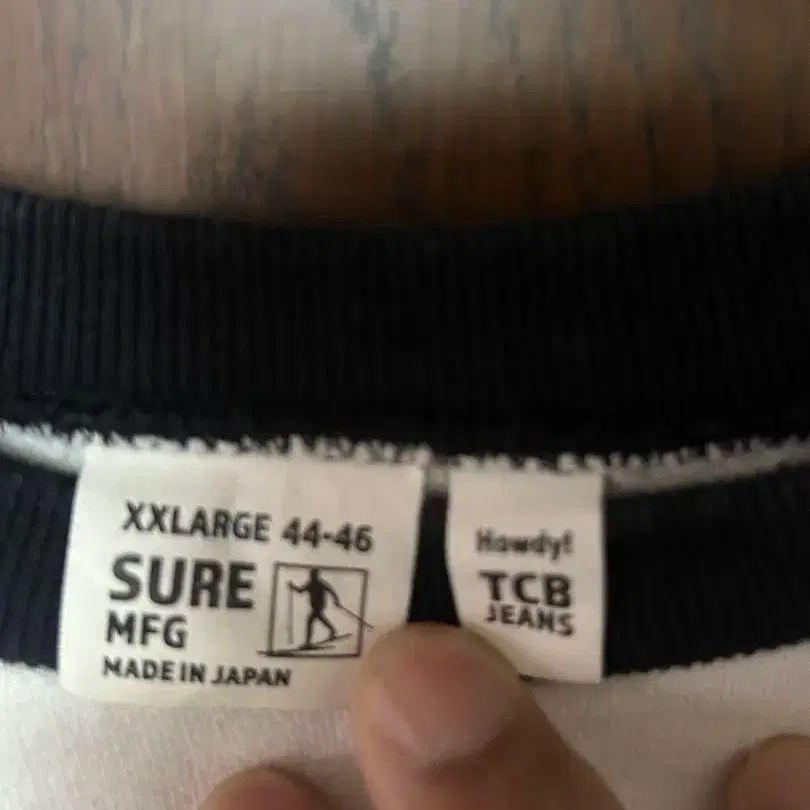 XXLARGE 44-46
SURE
MFG
MADE IN JAPAN
Howdy!
TCB
JEANS